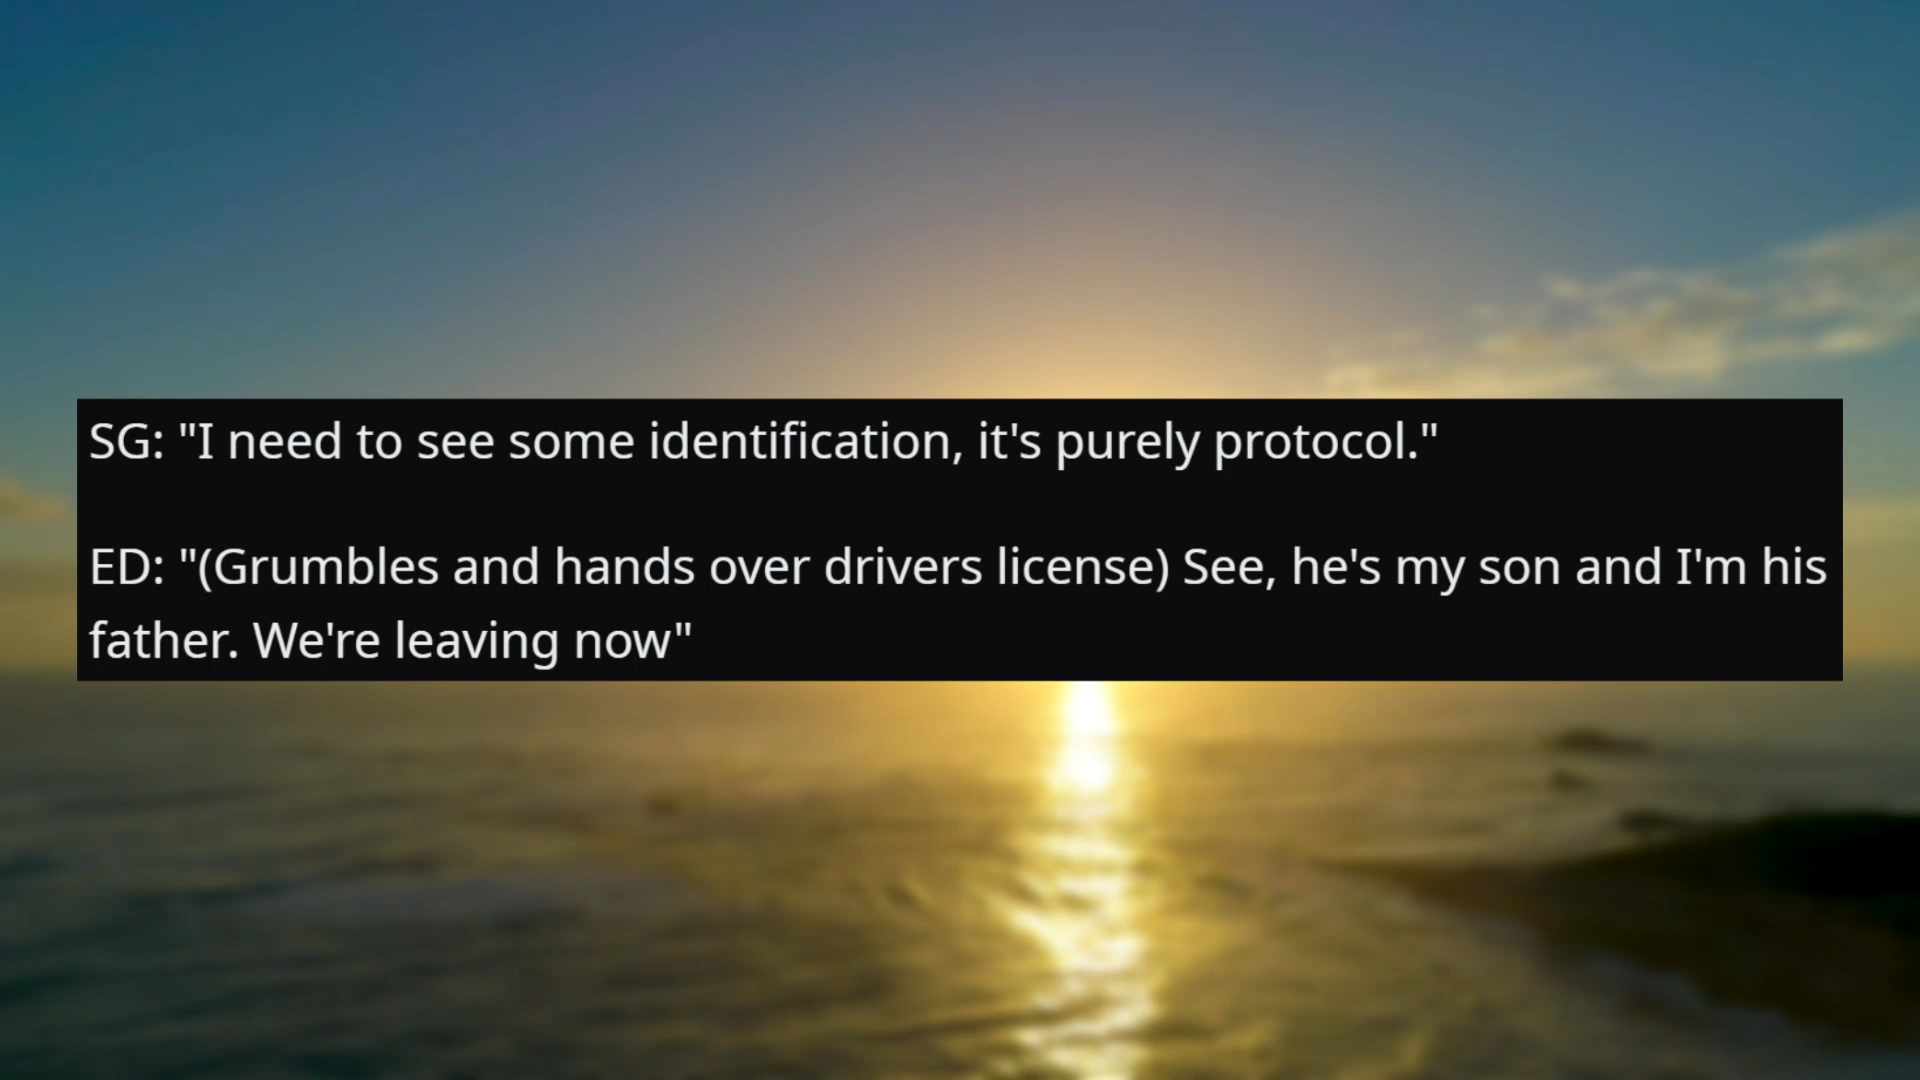 SG: "I need to see some identification, it's purely protocol."
ED: "(Grumbles and hands over drivers license) See, he's my son and I'm his
father. We're leaving now"